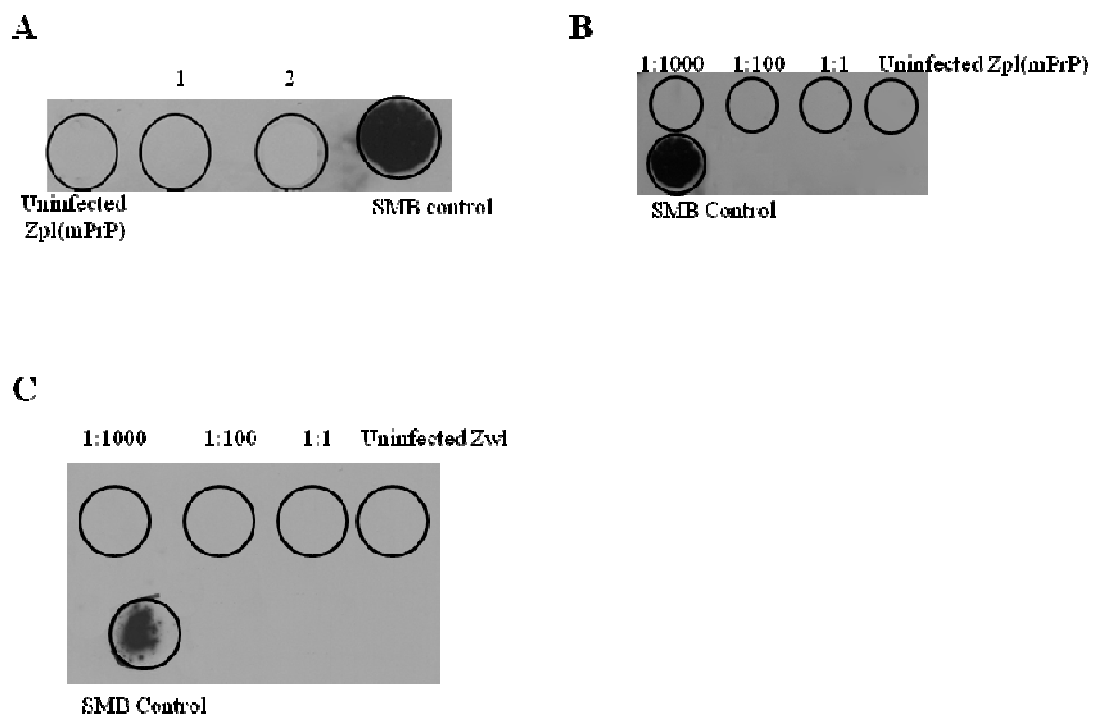 A
1 2
Uninfected
Zpl(mPrP)
SMB control
B
1:1000 1:100 1:1 Uninfected Zpl(mPrP)
SMB Control
C
1:1000 1:100 1:1 Uninfected Zwl
SMB Control